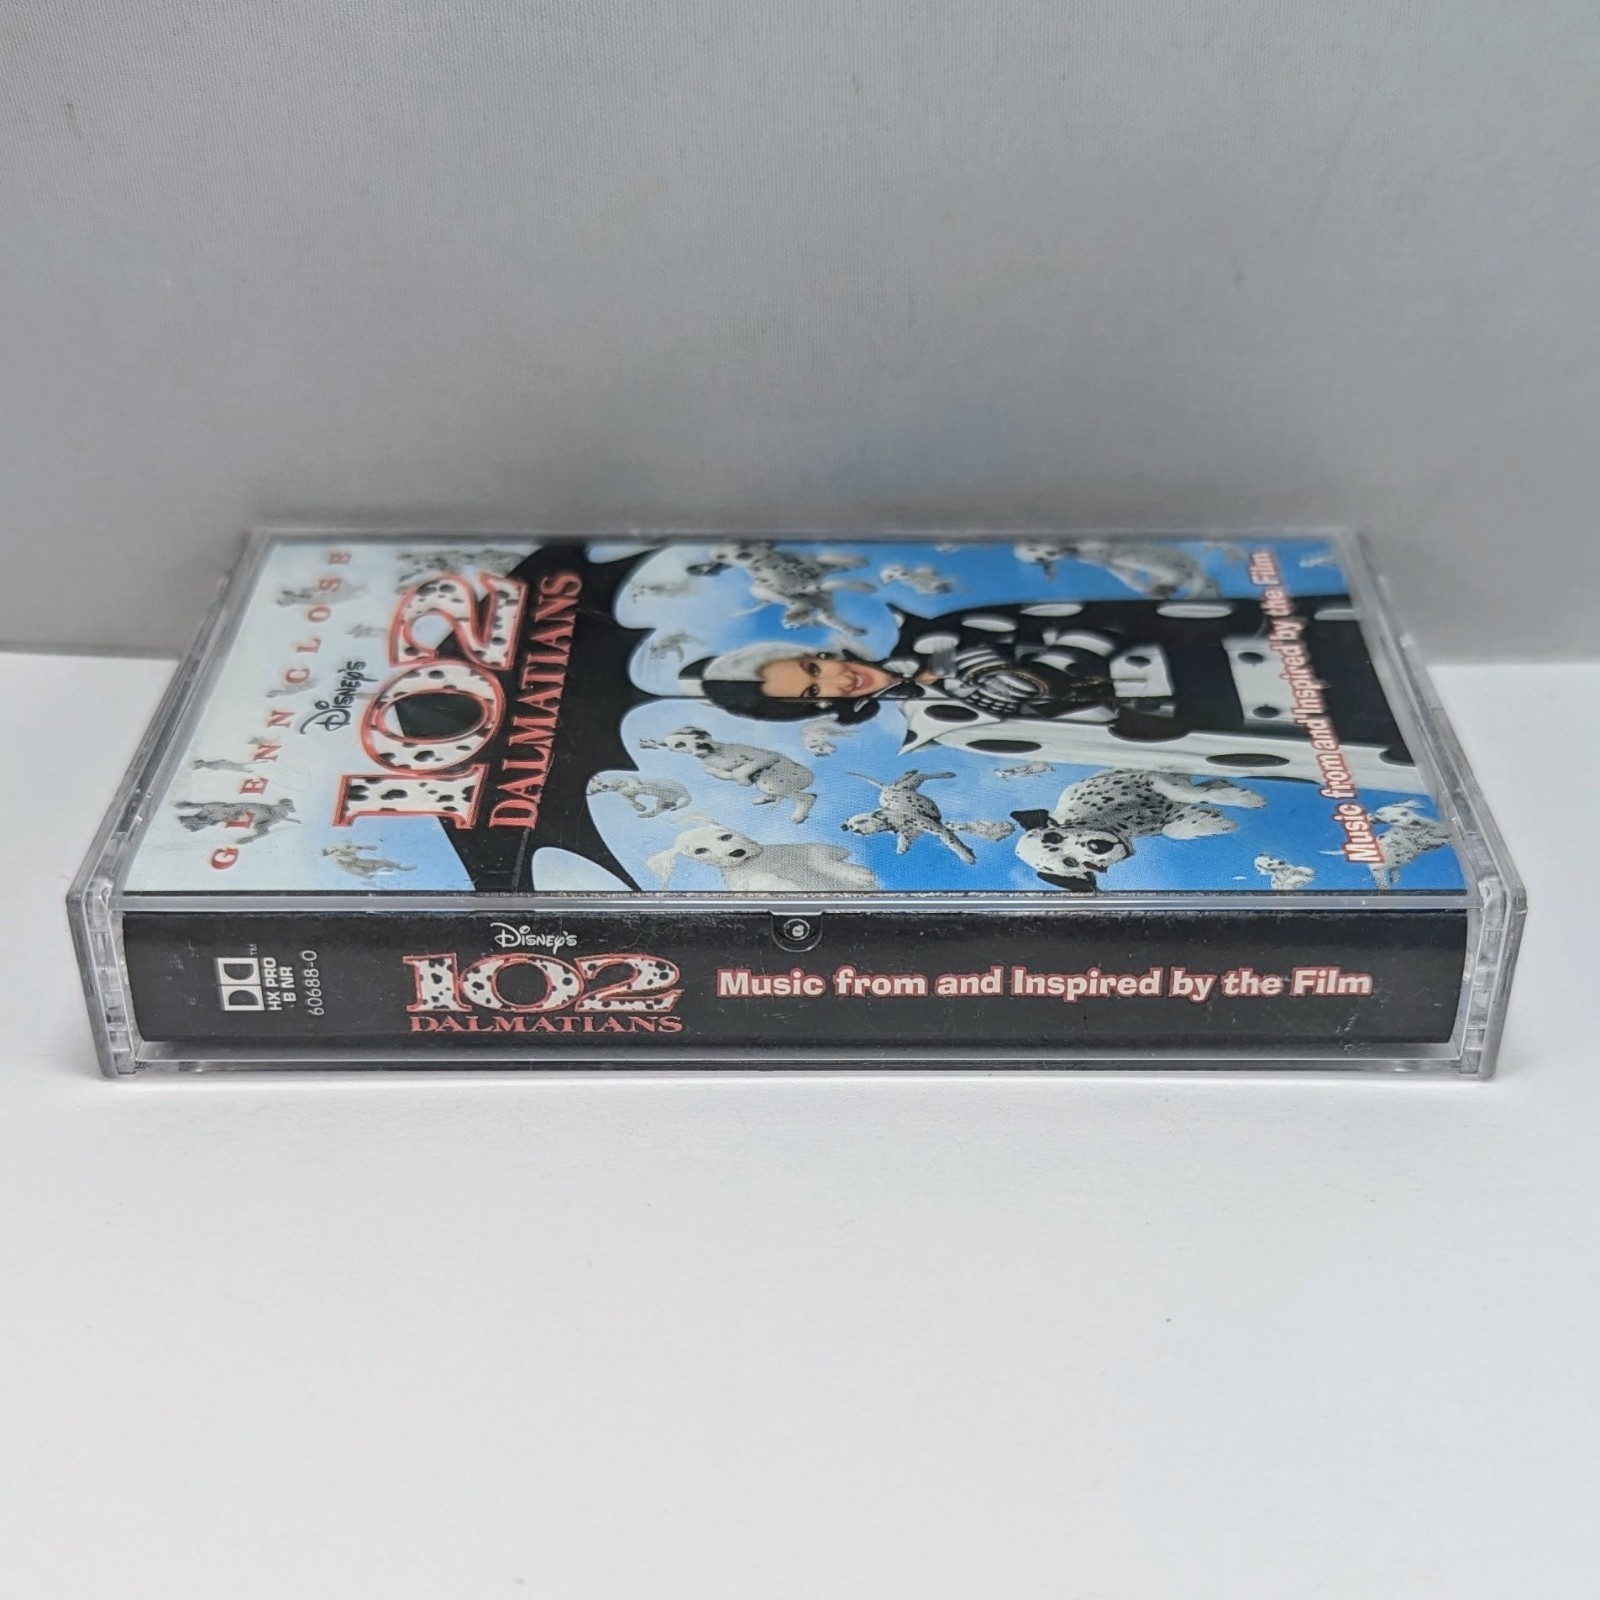 GLENN CLOSE
Disney's
102
DALMATIANS
Music from and Inspired by the Film
™
HX PRO
B NR
60688-0
Disney's
102
DALMATIANS
Music from and Inspired by the Film